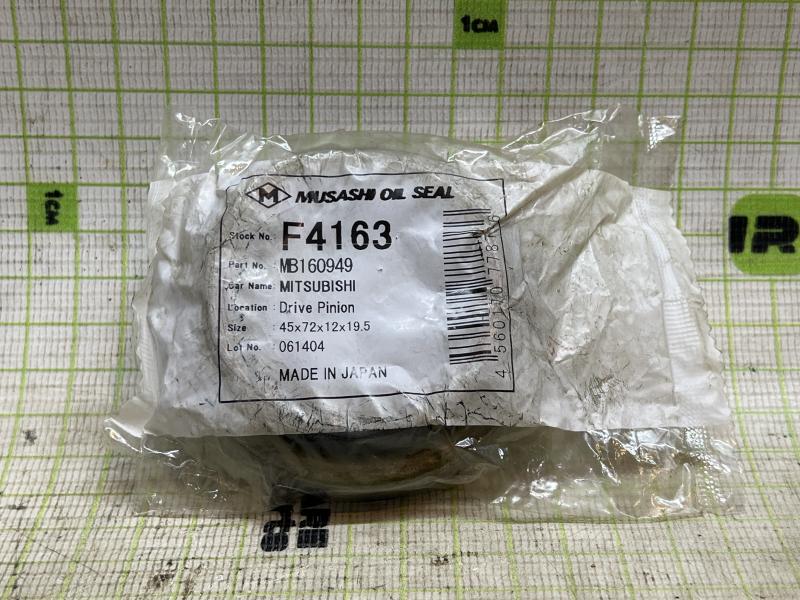 1CM
1CM
1R
M MUSASHI OIL SEAL
Stock No. : F4163
Part No. : MB160949
Car Name : MITSUBISHI
Location : Drive Pinion
Size : 45x72x12x19.5
Lot No. : 061404
MADE IN JAPAN